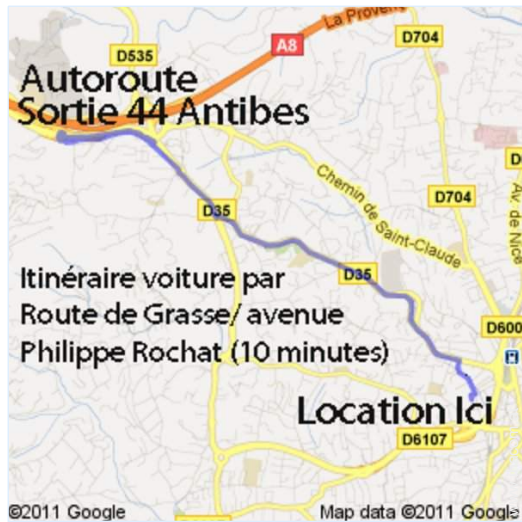 La Proven
D535
A8
D704
Autoroute
Sortie 44 Antibes
Chemin de Saint-Claude
D704
D35
Av. de Nice
D35
Itinéraire voiture par
Route de Grasse/ avenue
Philippe Rochat (10 minutes)
D600
Location Ici
D6107
©2011 Google
Map data ©2011 Google